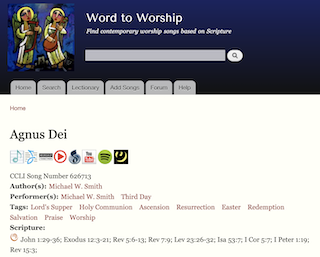 Word to Worship
Find contemporary worship songs based on Scripture
Home Search Lectionary Add Songs Forum Help
Home
Agnus Dei
CCLI Song Number 626713
Author(s): Michael W. Smith
Performer(s): Michael W. Smith Third Day
Tags: Lord's Supper Holy Communion Ascension Resurrection Easter Redemption
Salvation Praise Worship
Scripture:
John 1:29-36; Exodus 12:3-21; Rev 5:6-13; Rev 7:9; Lev 23:26-32; Isa 53:7; I Cor 5:7; I Peter 1:19;
Rev 15:3;